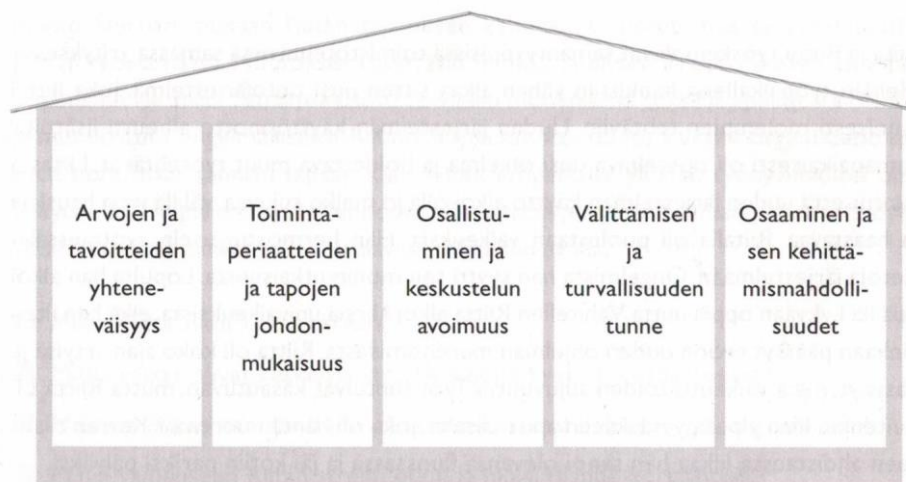 Arvojen ja
tavoitteiden
yhtene-
väisyys
Toiminta-
periaatteiden
ja tapojen
johdon-
mukaisuus
Osallistu-
minen ja
keskustelun
avoimuus
Välittämisen
ja
turvallisuuden
tunne
Osaaminen ja
sen kehittä-
mismahdolli-
suudet